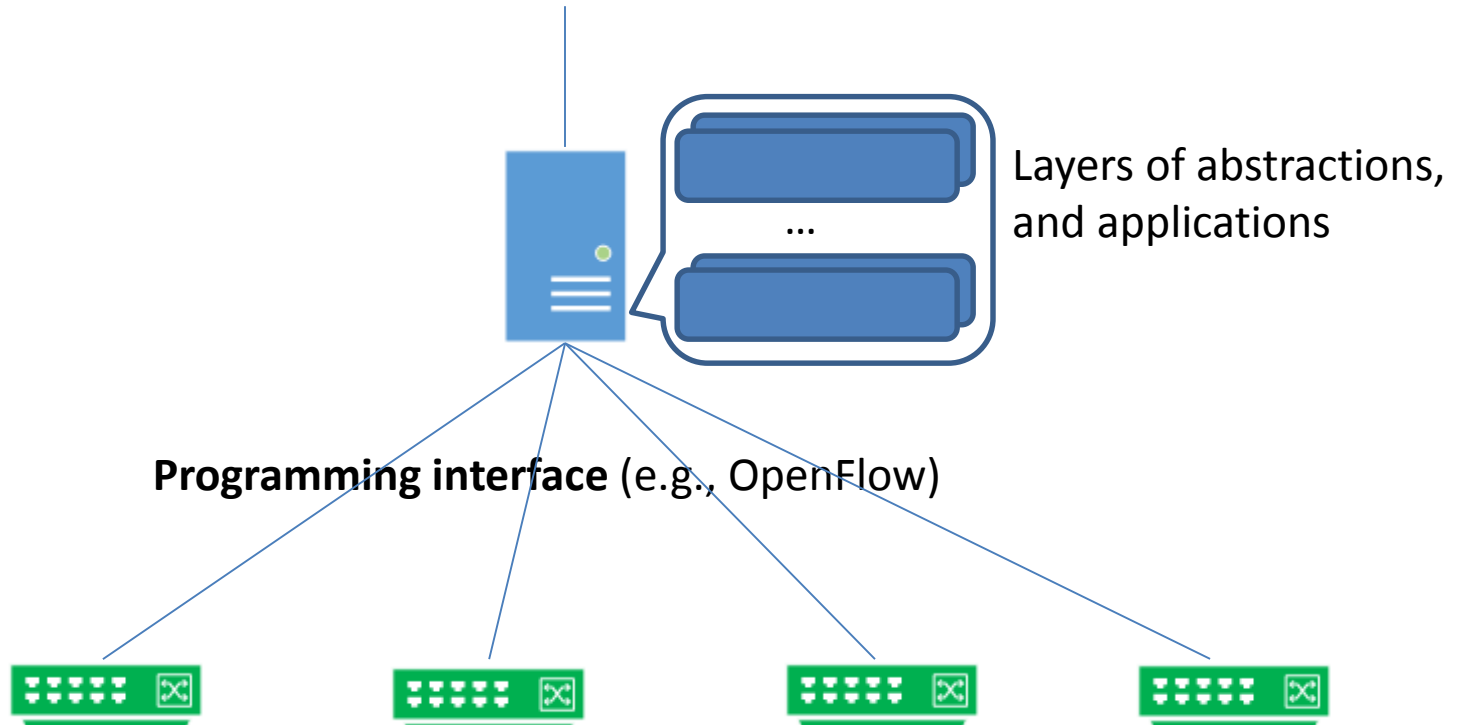 Layers of abstractions,
and applications
...
Programming interface (e.g., OpenFlow)